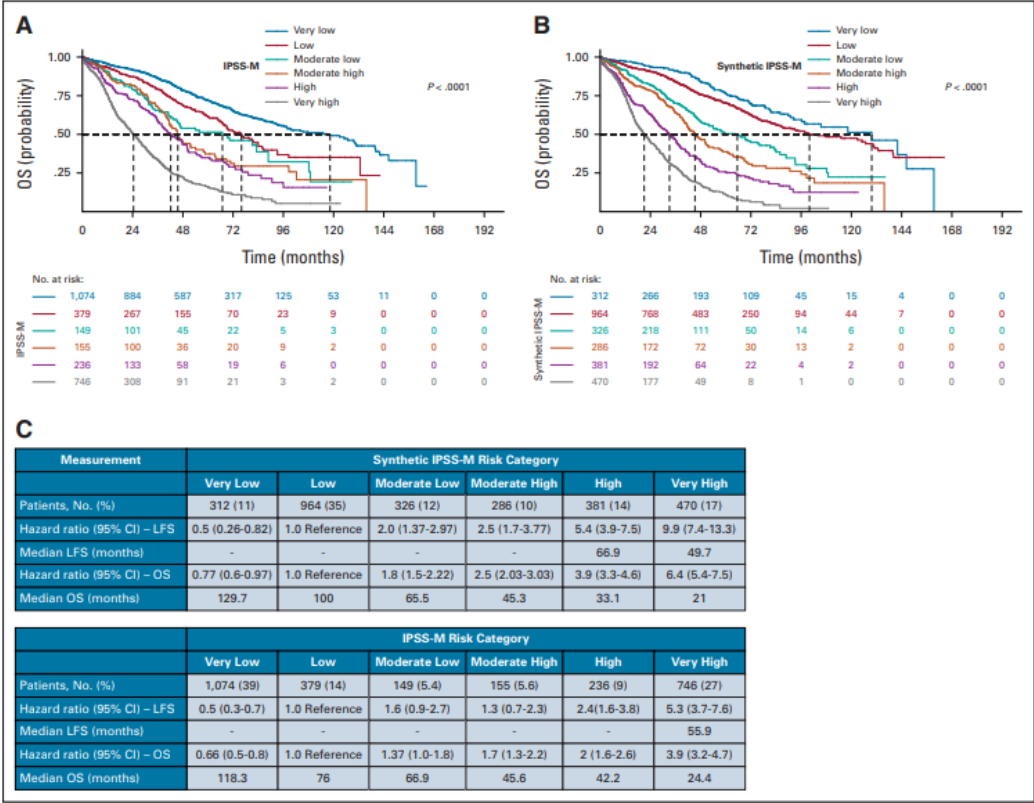 A
Very low
Low
Moderate low
Moderate high
High
Very high
IPSS-M
P < .0001
OS (probability)
1.00
.75
.50
.25
0 24 48 72 96 120 144 168 192
Time (months)
No. at risk:
IPSS-M
1,074 884 587 317 125 53 11 0 0
379 267 155 70 23 9 0 0 0
149 101 45 22 5 3 0 0 0
155 100 36 20 9 2 0 0 0
236 133 58 19 6 0 0 0 0
746 308 91 21 3 2 0 0 0
B
Very low
Low
Moderate low
Moderate high
High
Very high
Synthetic IPSS-M
P < .0001
OS (probability)
1.00
.75
.50
.25
0 24 48 72 96 120 144 168 192
Time (months)
No. at risk:
Synthetic IPSS-M
312 266 193 109 45 15 4 0 0
964 768 483 250 94 44 7 0 0
326 218 111 50 14 6 0 0 0
286 172 72 30 13 2 0 0 0
381 192 64 22 4 2 0 0 0
470 177 49 8 1 0 0 0 0
C
Measurement Synthetic IPSS-M Risk Category
Very Low Low Moderate Low Moderate High High Very High
Patients, No. (%) 312 (11) 964 (35) 326 (12) 286 (10) 381 (14) 470 (17)
Hazard ratio (95% CI) – LFS 0.5 (0.26-0.82) 1.0 Reference 2.0 (1.37-2.97) 2.5 (1.7-3.77) 5.4 (3.9-7.5) 9.9 (7.4-13.3)
Median LFS (months) - - - - 66.9 49.7
Hazard ratio (95% CI) – OS 0.77 (0.6-0.97) 1.0 Reference 1.8 (1.5-2.22) 2.5 (2.03-3.03) 3.9 (3.3-4.6) 6.4 (5.4-7.5)
Median OS (months) 129.7 100 65.5 45.3 33.1 21
IPSS-M Risk Category
Very Low Low Moderate Low Moderate High High Very High
Patients, No. (%) 1,074 (39) 379 (14) 149 (5.4) 155 (5.6) 236 (9) 746 (27)
Hazard ratio (95% CI) – LFS 0.5 (0.3-0.7) 1.0 Reference 1.6 (0.9-2.7) 1.3 (0.7-2.3) 2.4(1.6-3.8) 5.3 (3.7-7.6)
Median LFS (months) - - - - - 55.9
Hazard ratio (95% CI) – OS 0.66 (0.5-0.8) 1.0 Reference 1.37 (1.0-1.8) 1.7 (1.3-2.2) 2 (1.6-2.6) 3.9 (3.2-4.7)
Median OS (months) 118.3 76 66.9 45.6 42.2 24.4